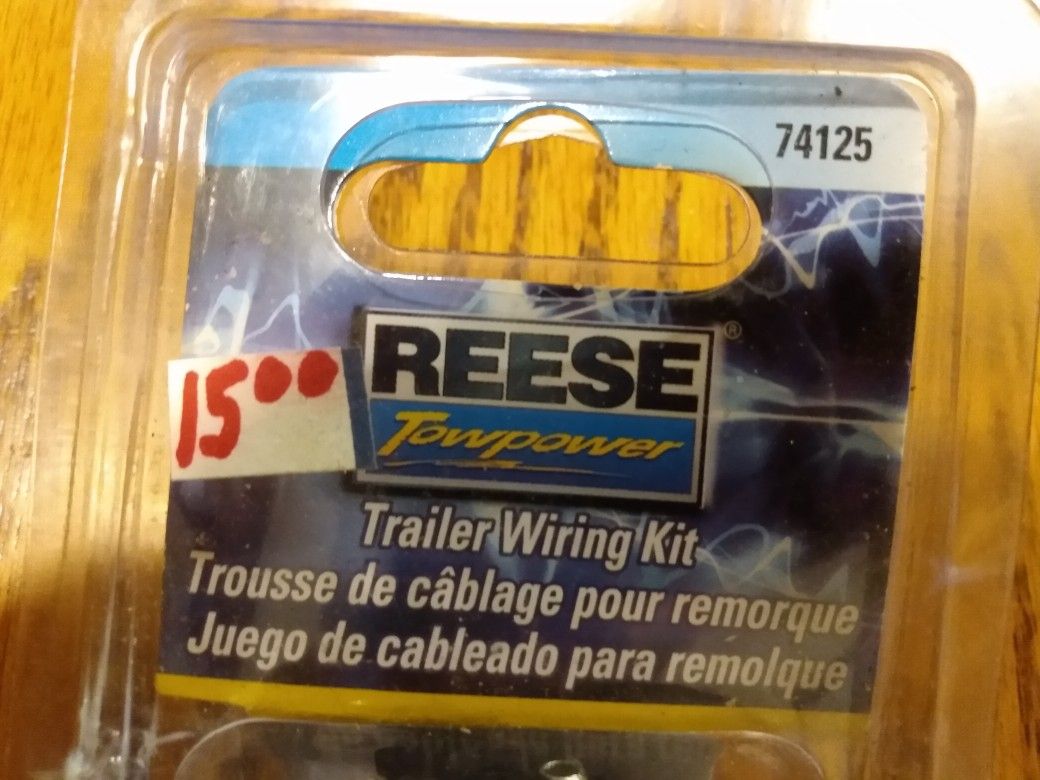 74125
REESE®
Towpower
15⁰⁰
Trailer Wiring Kit
Trousse de câblage pour remorque
Juego de cableado para remolque